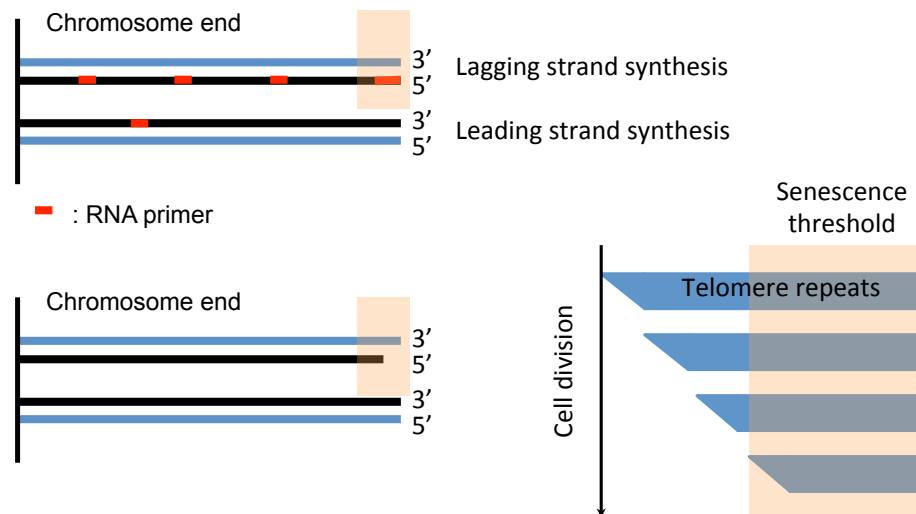 Chromosome end
3’
5’
Lagging strand synthesis
3’
5’
Leading strand synthesis
: RNA primer
Chromosome end
3’
5’
3’
5’
Senescence
threshold
Telomere repeats
Cell division